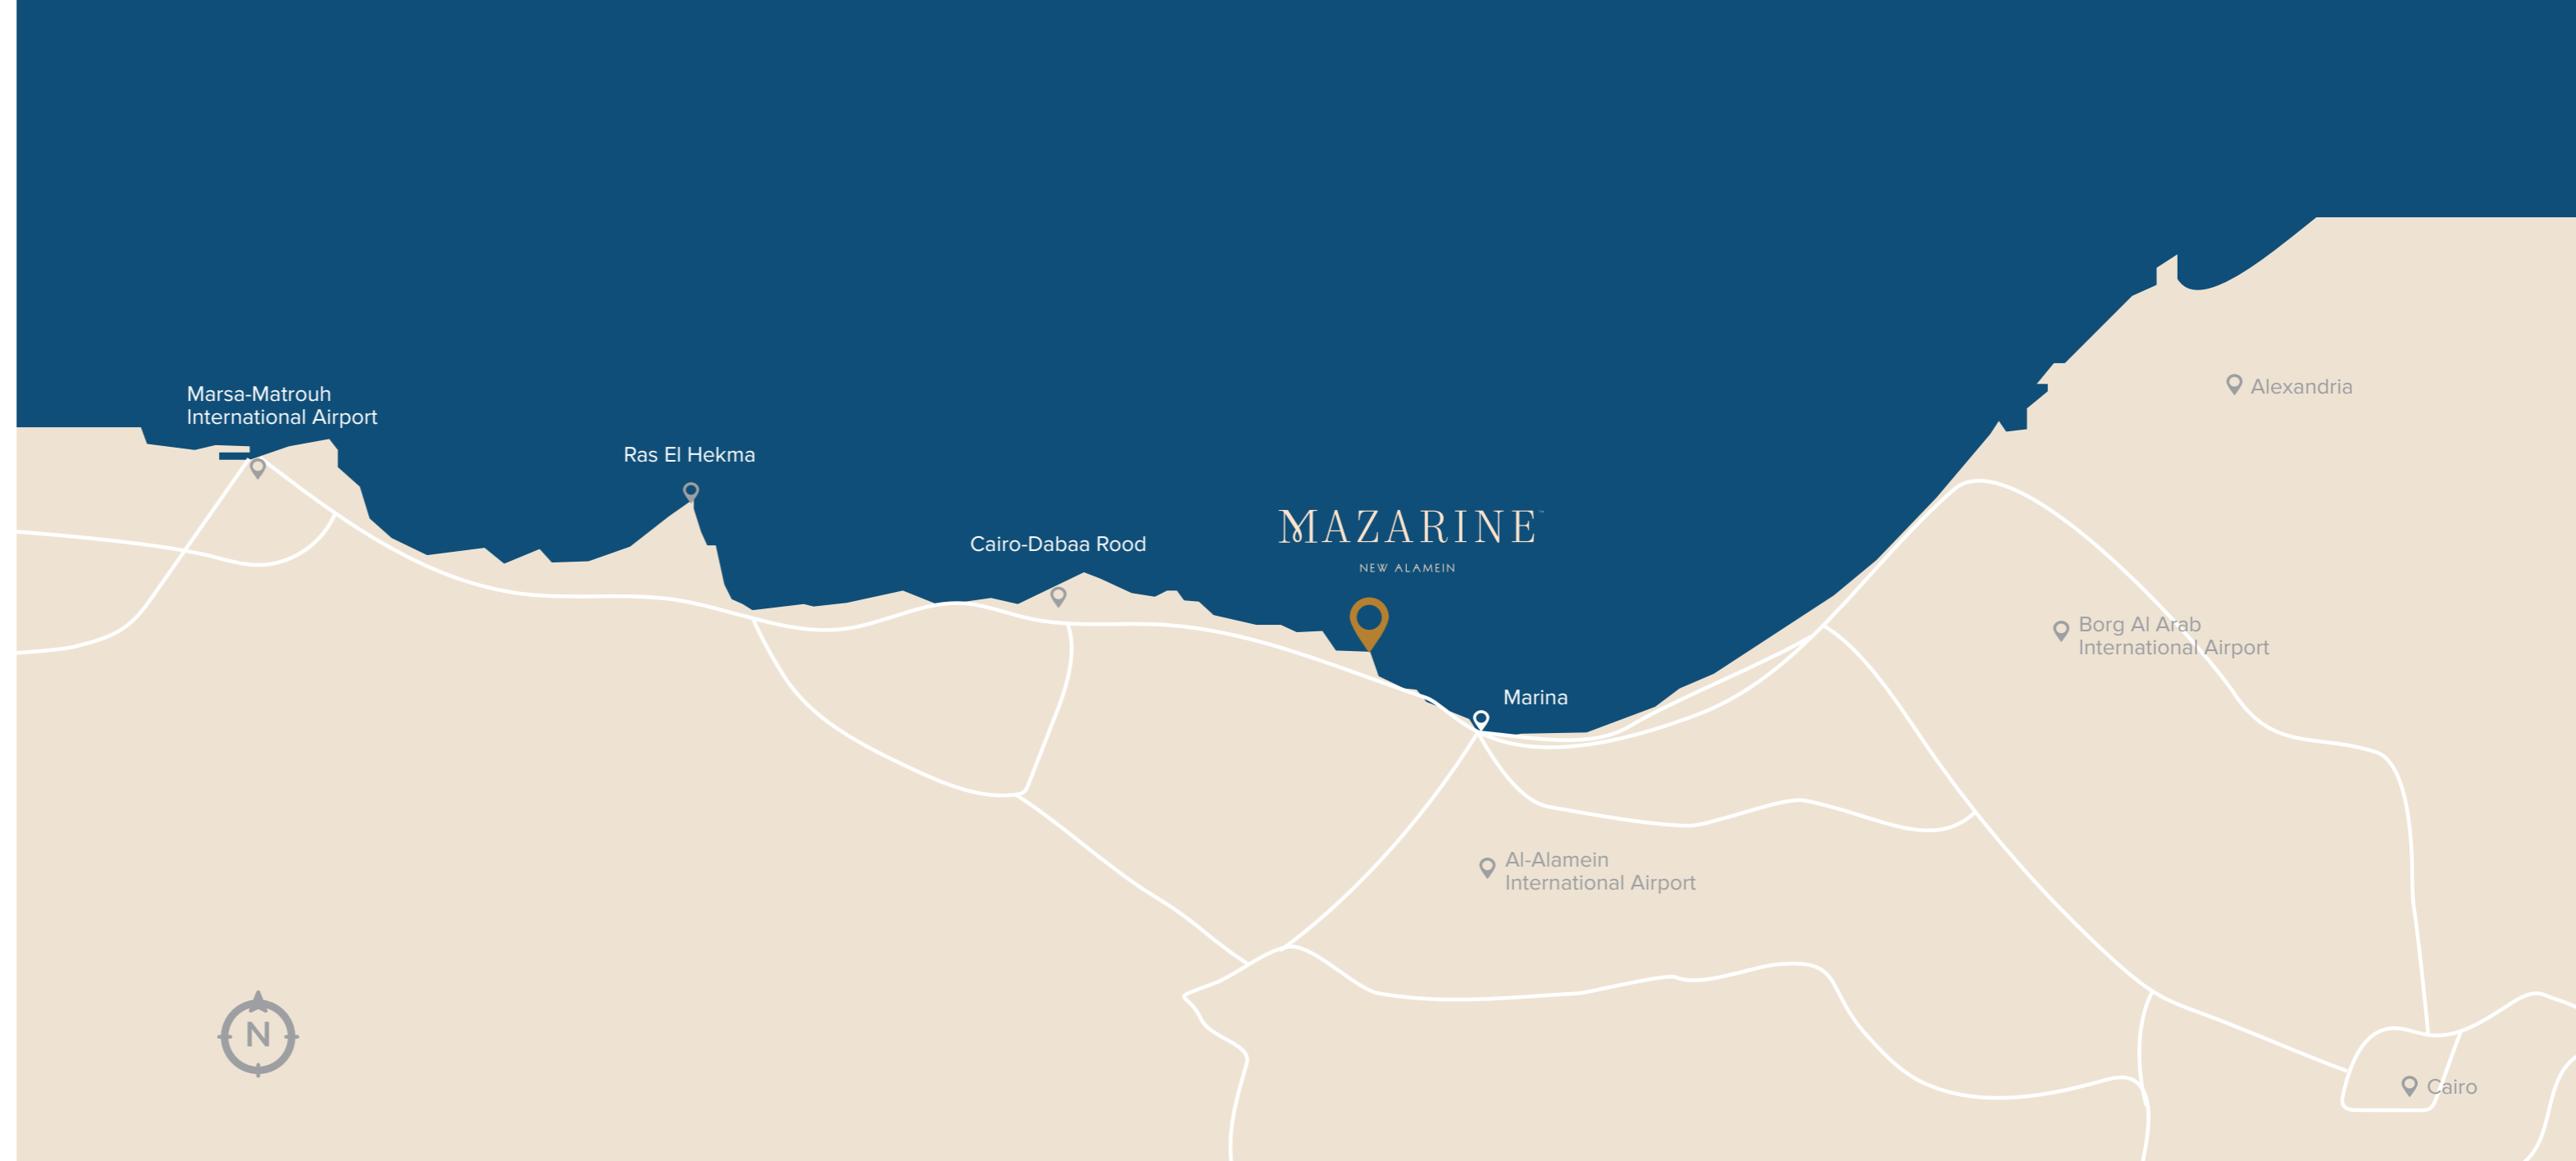 Marsa-Matrouh
International Airport
Ras El Hekma
Cairo-Dabaa Rood
MAZARINE™
NEW ALAMEIN
Marina
Alexandria
Borg Al Arab
International Airport
Al-Alamein
International Airport
N
Cairo